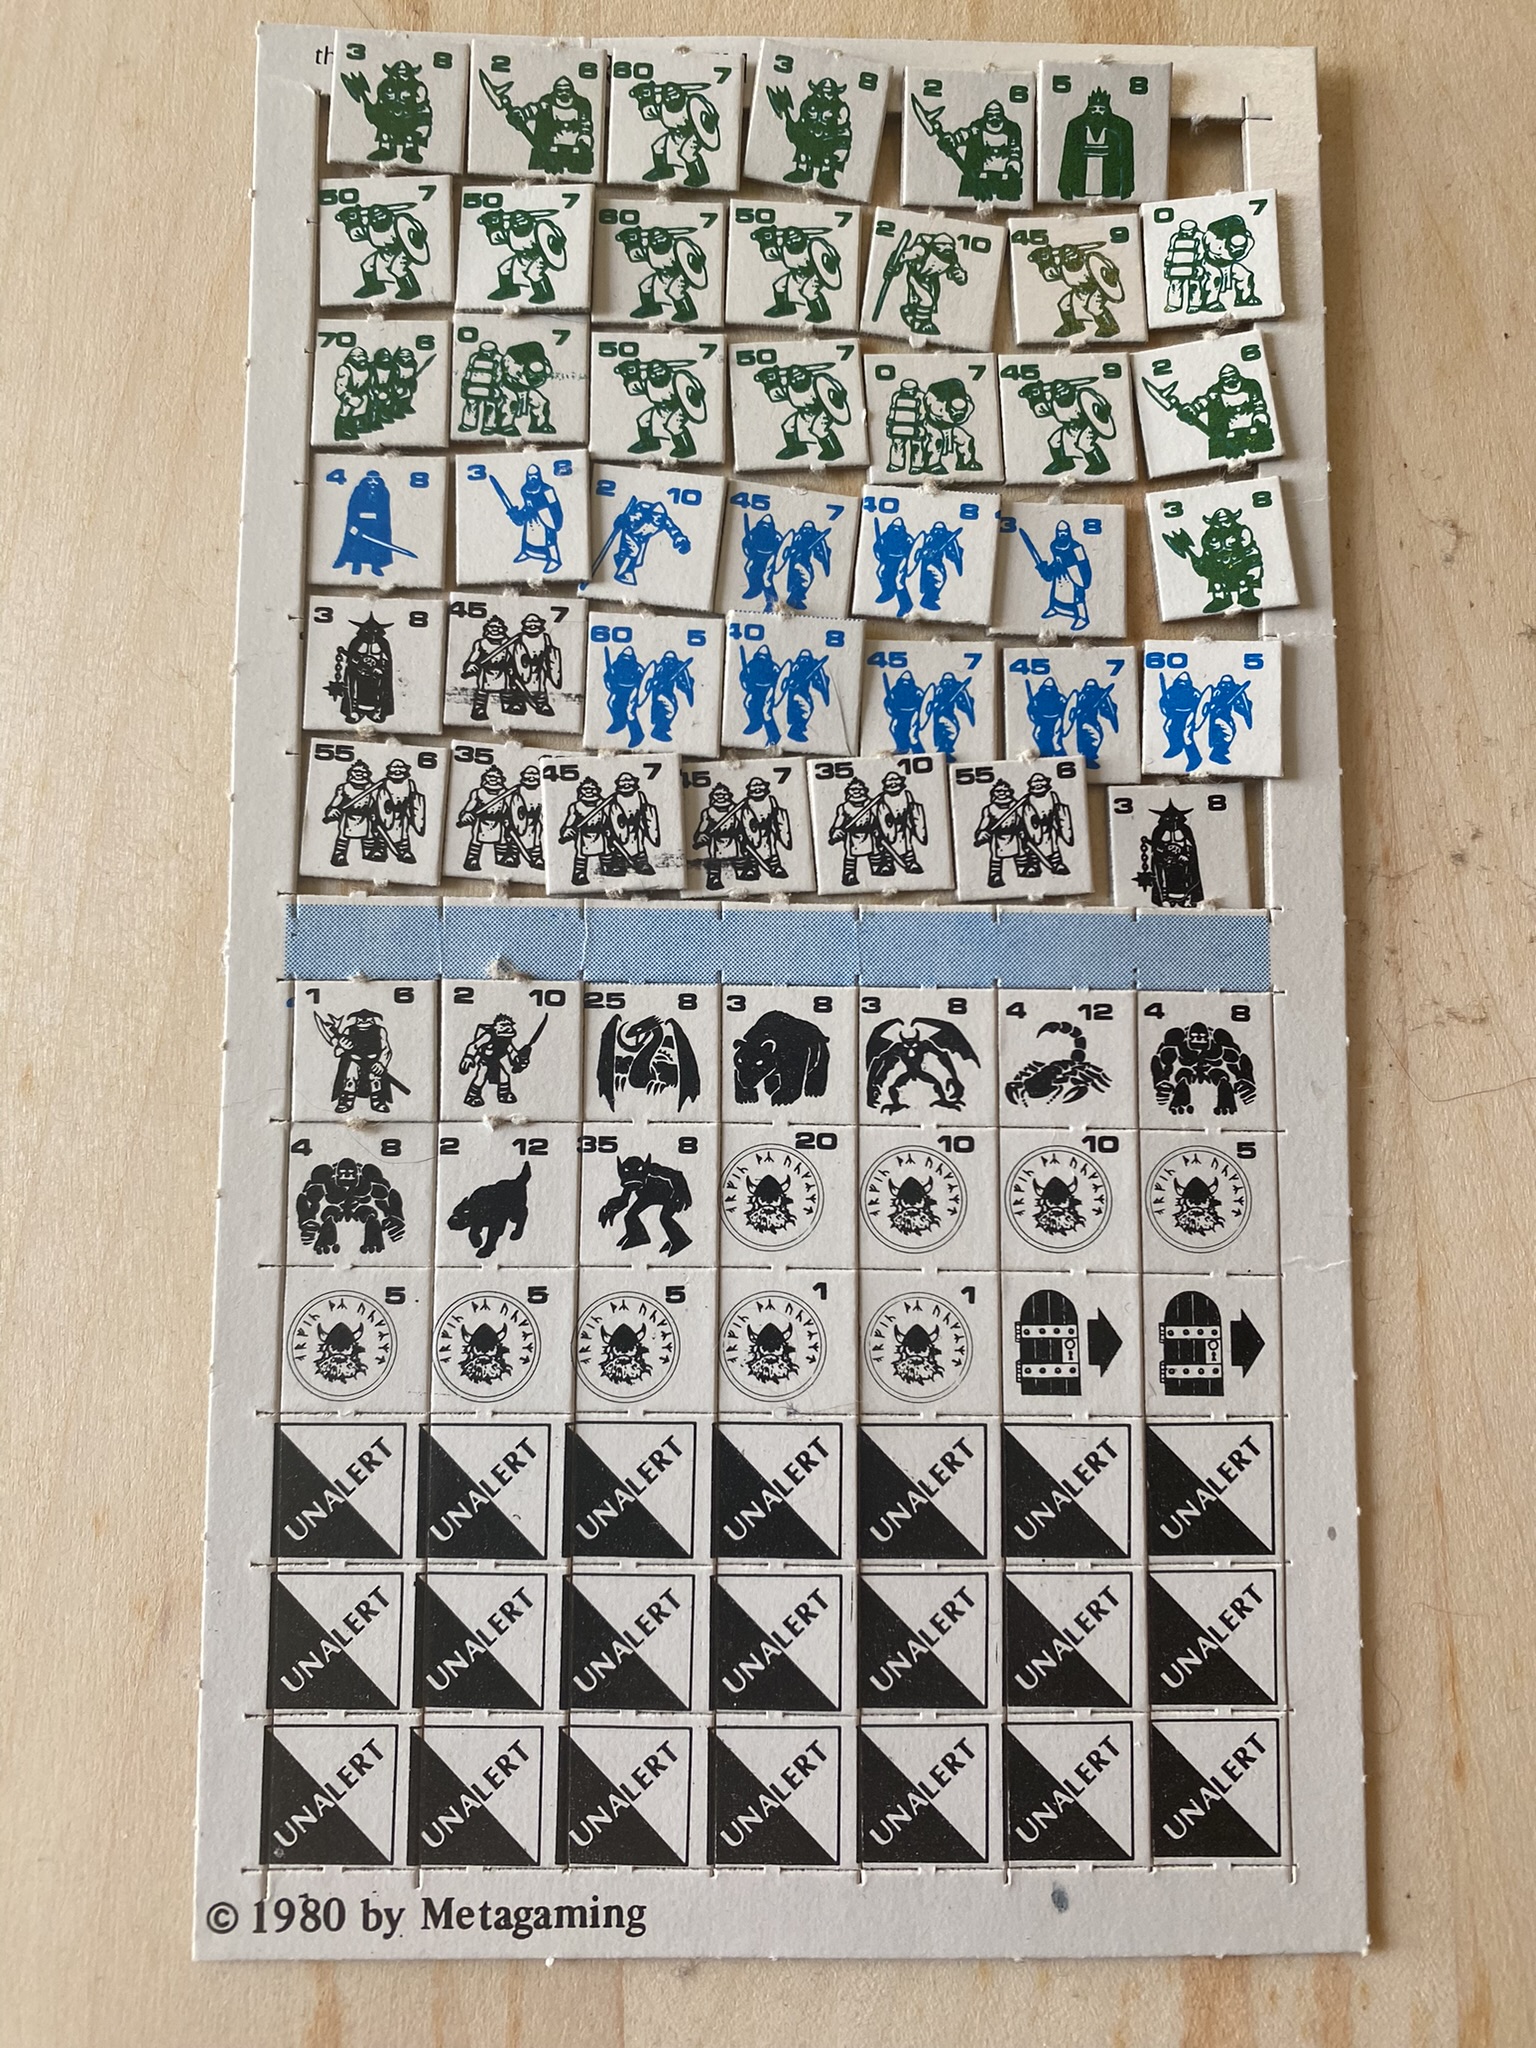 th
3 8 2 6 60 7 3 8 2 6 5 8
50 7 50 7 60 7 50 7 2 10 45 9 0 7
70 6 0 7 50 7 50 7 0 7 45 9 2 6
4 8 3 8 2 10 45 7 40 8 3 8 3 8
3 8 45 7 60 5 40 8 45 7 45 7 60 5
55 6 35 45 7 45 7 35 10 55 6 3 8
1 6 2 10 25 8 3 8 3 8 4 12 4 8
4 8 2 12 35 8 20 10 10 5
5 5 5 1 1
UNALERT UNALERT UNALERT UNALERT UNALERT UNALERT UNALERT
UNALERT UNALERT UNALERT UNALERT UNALERT UNALERT UNALERT
UNALERT UNALERT UNALERT UNALERT UNALERT UNALERT UNALERT
© 1980 by Metagaming